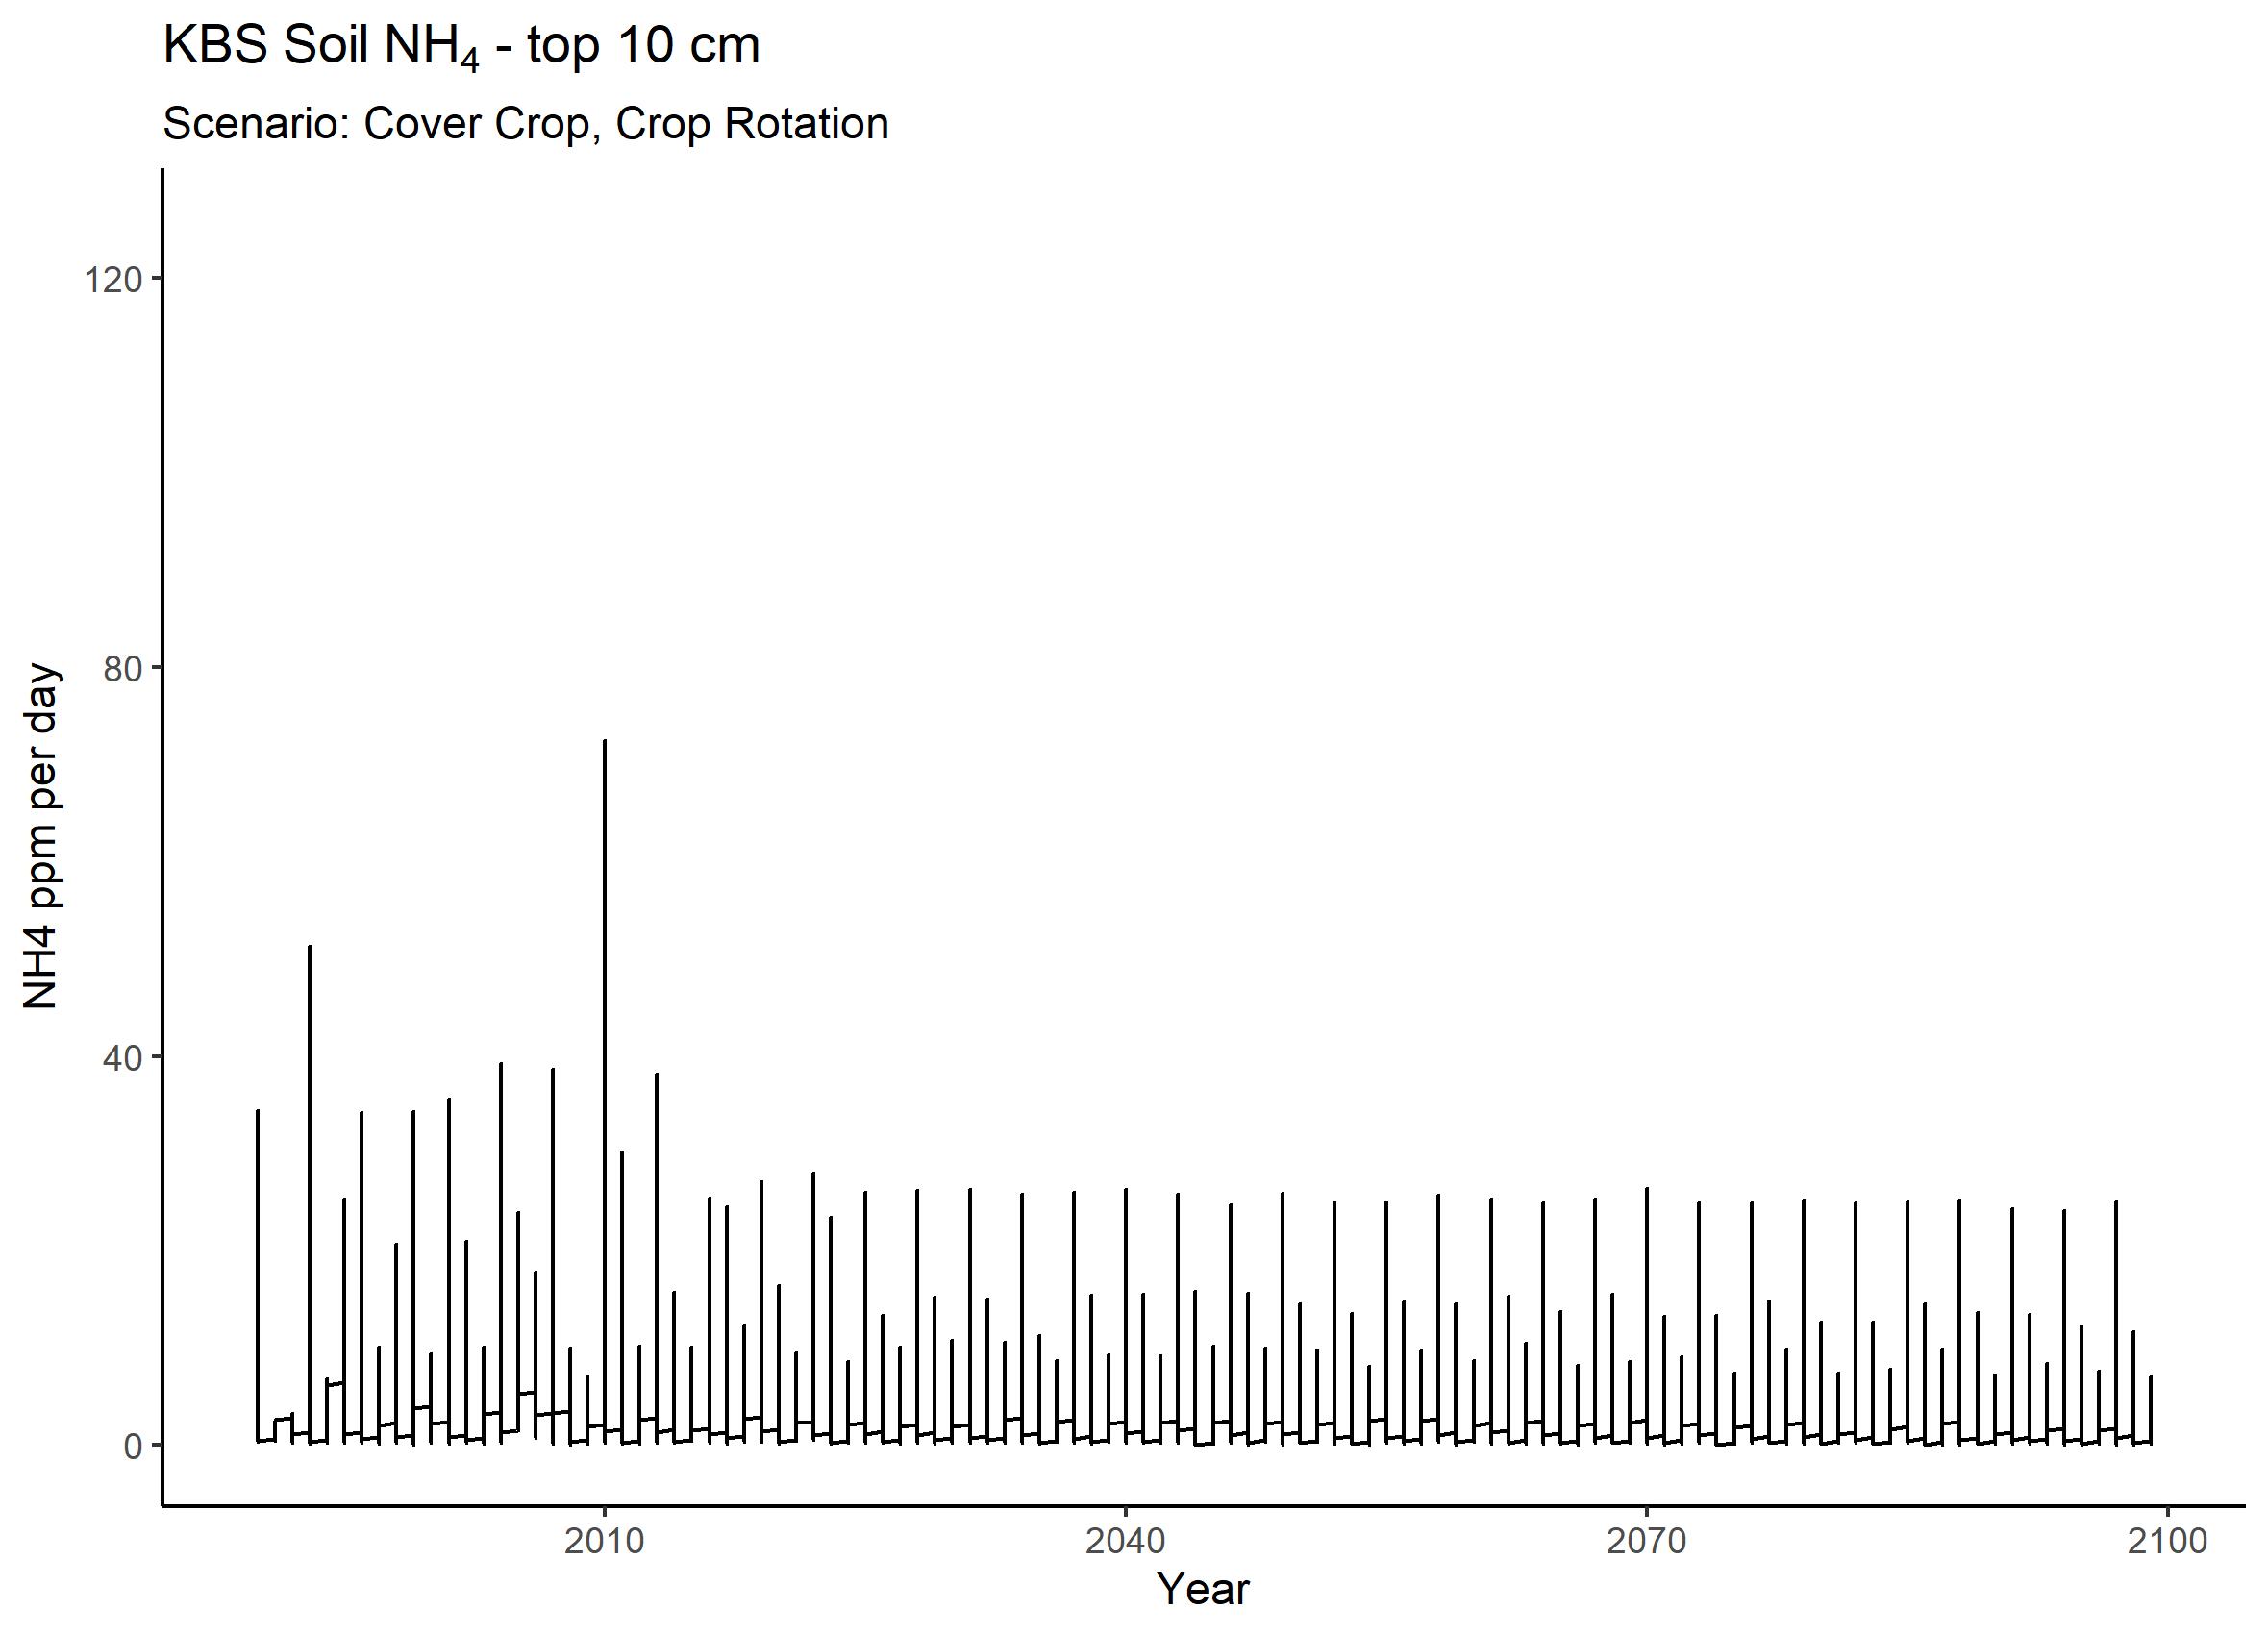 KBS Soil NH₄ - top 10 cm
Scenario: Cover Crop, Crop Rotation
120
80
40
0
NH4 ppm per day
2010 2040 2070 2100
Year